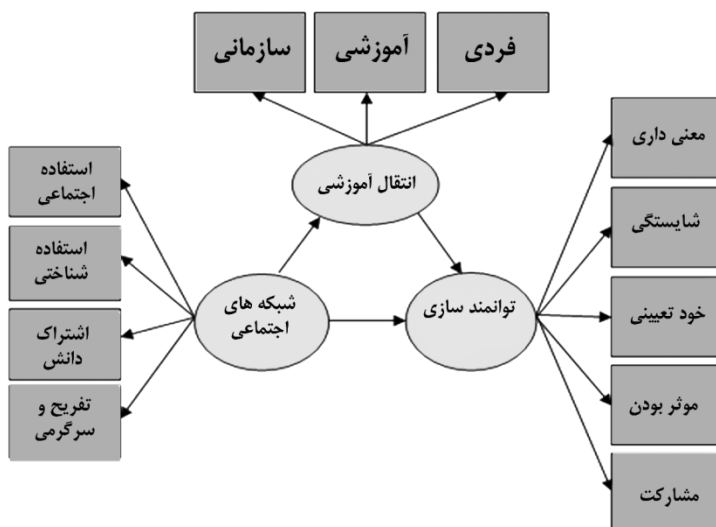 فردی
آموزشی
سازمانی
انتقال آموزشی
معنی داری
شایستگی
خود تعیینی
موثر بودن
مشارکت
توانمند سازی
شبکه های
اجتماعی
استفاده
اجتماعی
استفاده
شناختی
اشتراک
دانش
تفریح و
سرگرمی